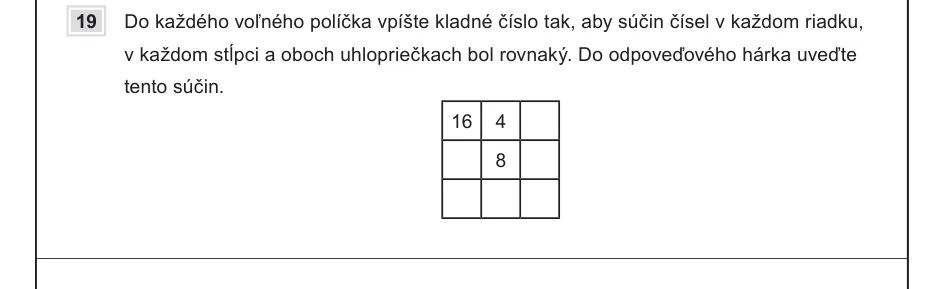 19 Do každého voľného políčka vpíšte kladné číslo tak, aby súčin čísel v každom riadku,
v každom stĺpci a oboch uhlopriečkach bol rovnaký. Do odpoveďového hárka uveďte
tento súčin.
16 4
8